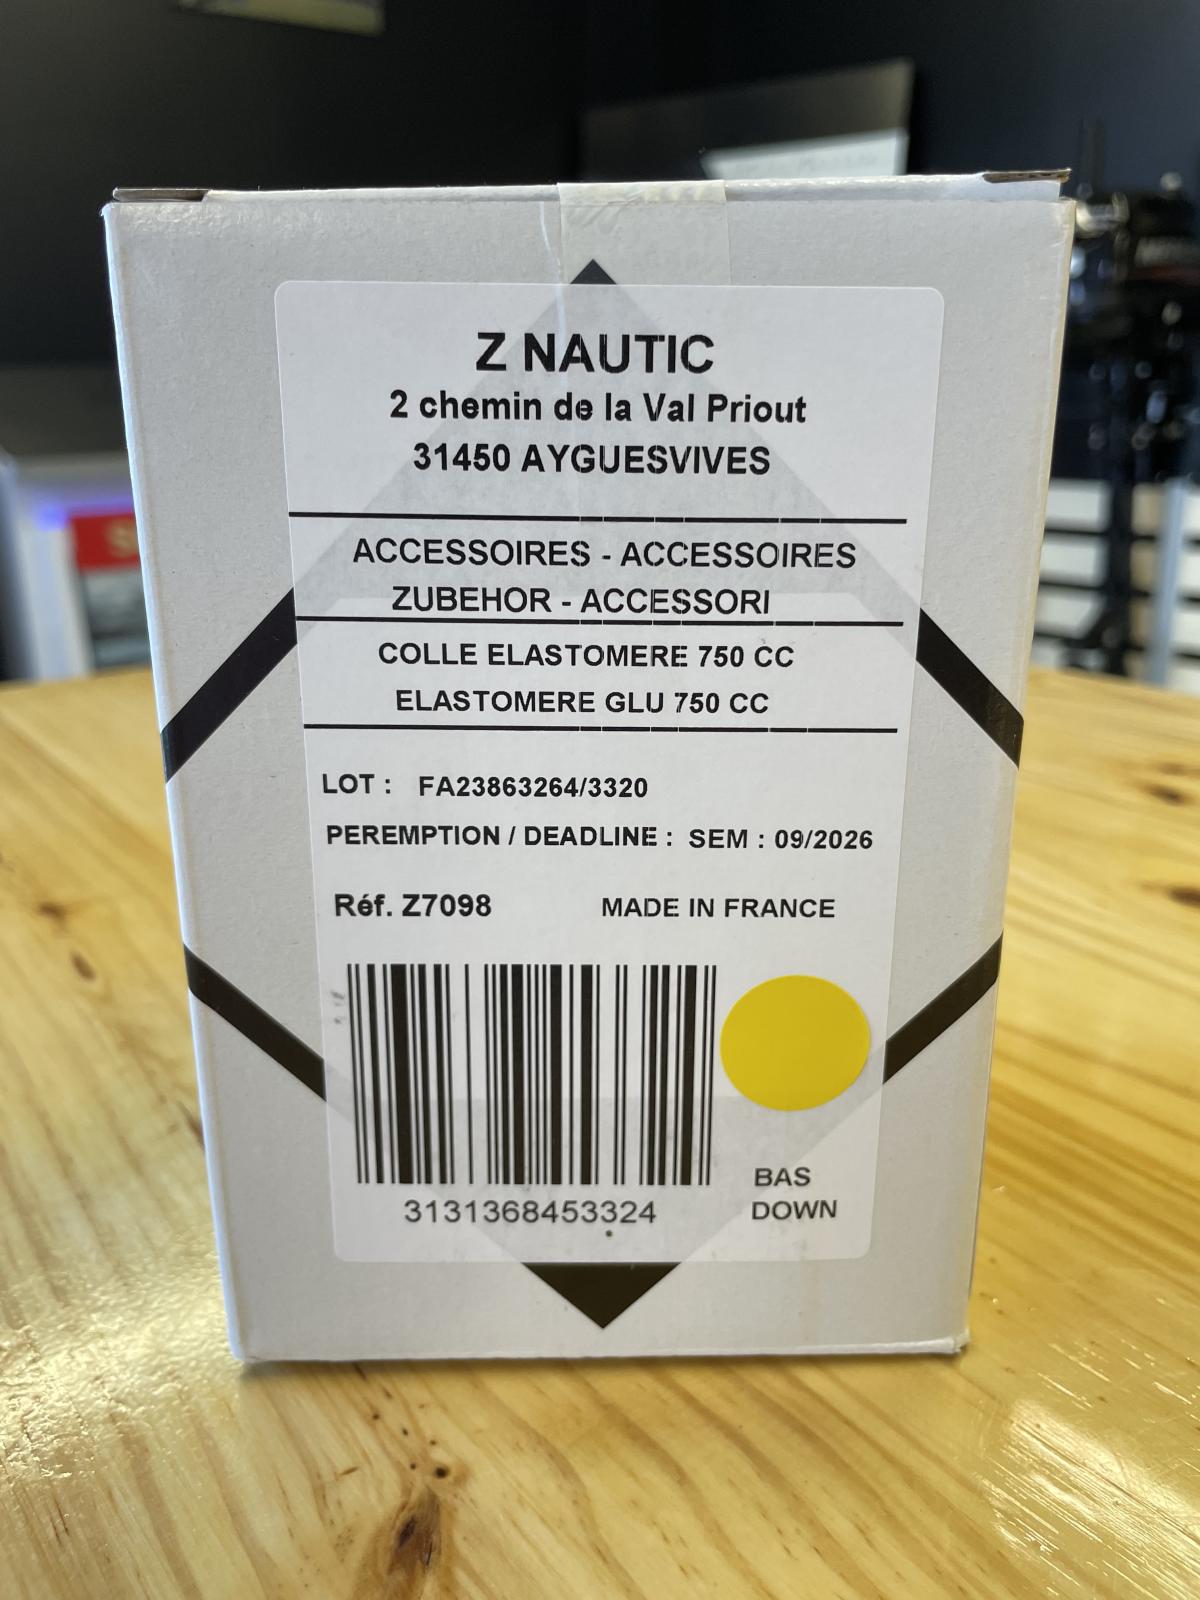 Z NAUTIC
2 chemin de la Val Priout
31450 AYGUESVIVES
ACCESSOIRES - ACCESSOIRES
ZUBEHOR - ACCESSORI
COLLE ELASTOMERE 750 CC
ELASTOMERE GLU 750 CC
LOT : FA23863264/3320
PEREMPTION / DEADLINE : SEM : 09/2026
Réf. Z7098 MADE IN FRANCE
3131368453324
BAS
DOWN